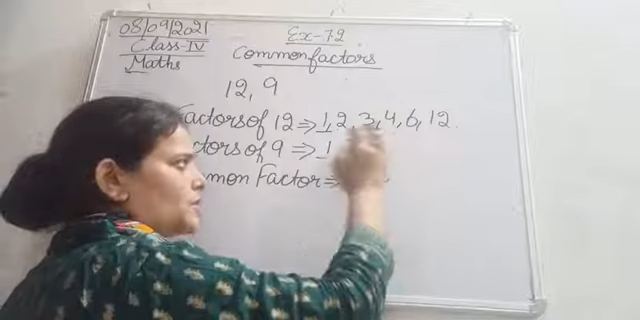 08/09/2021
Ex-7.2
Class-IV
Common factors
Maths
12, 9
Factors of 12 ⇒ 1, 2, 3, 4, 6, 12.
ctors of 9 ⇒ 1
mon Factor ⇒